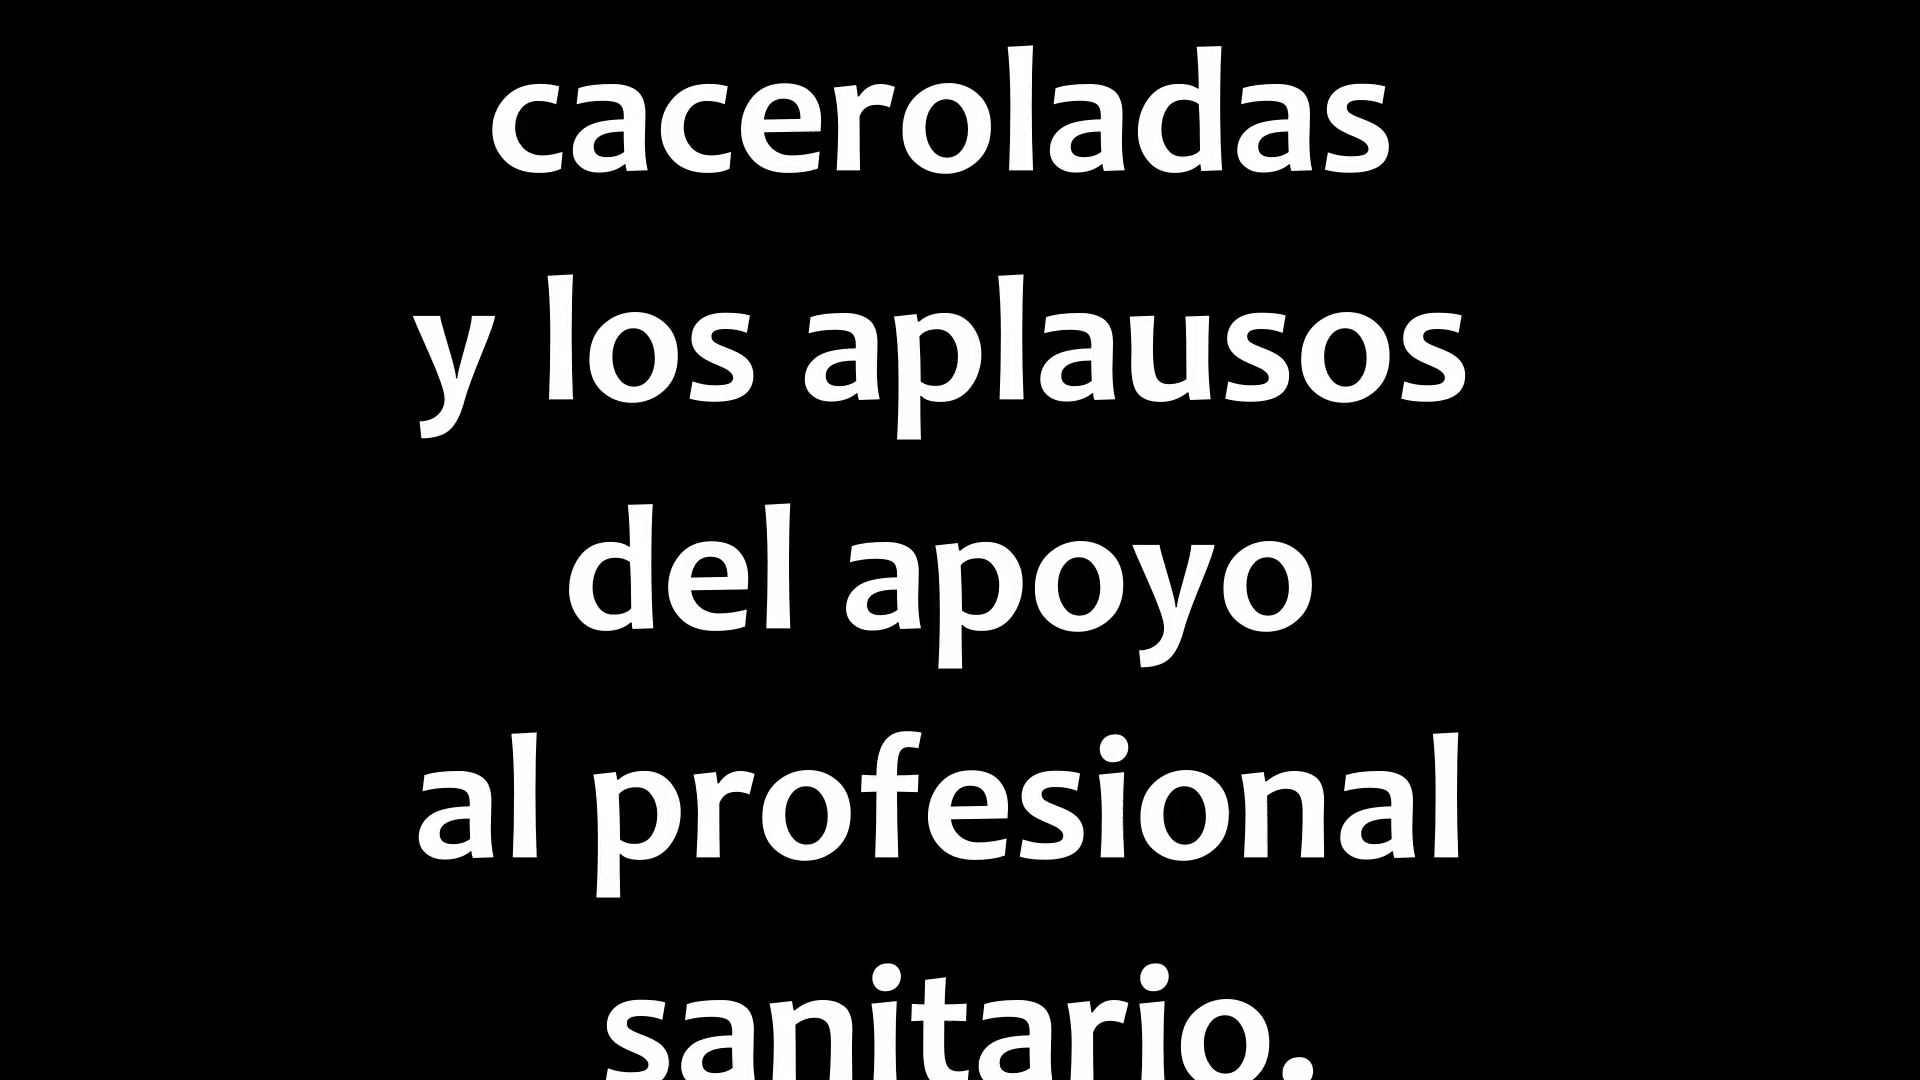 caceroladas
y los aplausos
del apoyo
al profesional
sanitario.